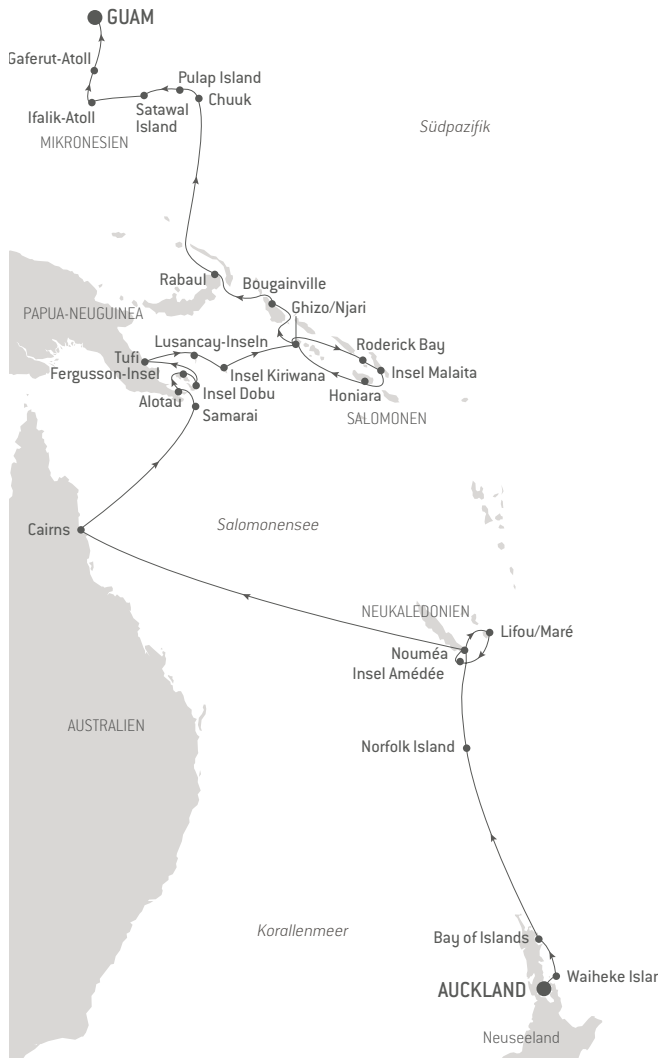 GUAM
Gaferut-Atoll
Pulap Island
Chuuk
Ifalik-Atoll
Satawal
Island
MIKRONESIEN
Südpazifik
Rabaul
Bougainville
Ghizo/Njari
PAPUA-NEUGUINEA
Lusancay-Inseln
Roderick Bay
Tufi
Fergusson-Insel
Insel Kiriwana
Insel Malaita
Alotau
Insel Dobu
Honiara
Samarai
SALOMONEN
Cairns
Salomonensee
NEUKALEDONIEN
Lifou/Maré
Nouméa
Insel Amédée
AUSTRALIEN
Norfolk Island
Korallenmeer
Bay of Islands
Waiheke Islar
AUCKLAND
Neuseeland